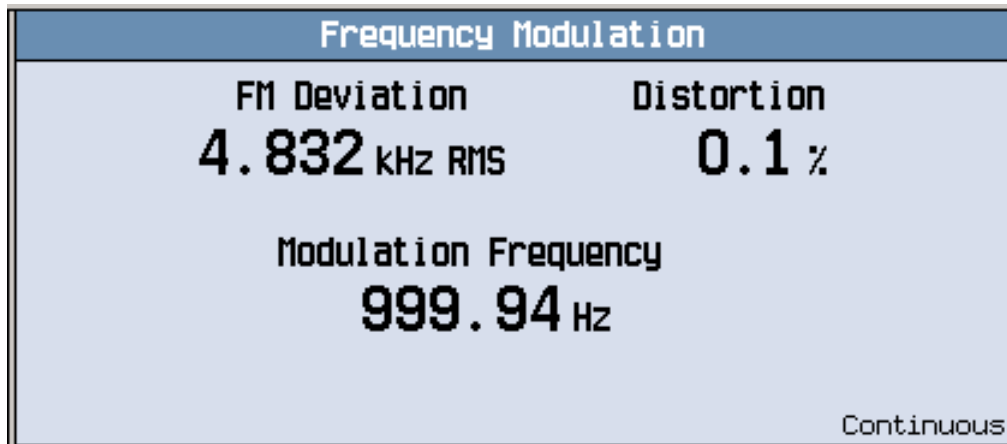 Frequency Modulation
FM Deviation Distortion
4.832 kHz RMS 0.1 %
Modulation Frequency
999.94 Hz
Continuous